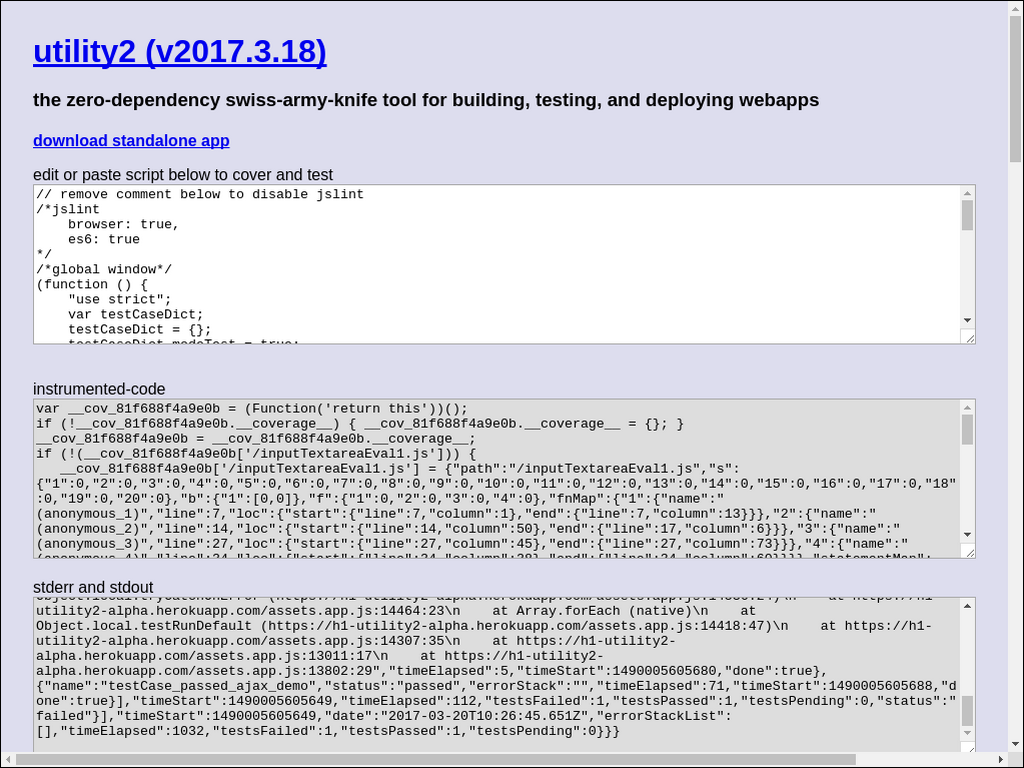 utility2 (v2017.3.18)
the zero-dependency swiss-army-knife tool for building, testing, and deploying webapps
download standalone app
edit or paste script below to cover and test
// remove comment below to disable jslint
/*jslint
    browser: true,
    es6: true
*/
/*global window*/
(function () {
    "use strict";
    var testCaseDict;
    testCaseDict = {};
    testCaseDict.modeTest = true;
instrumented-code
var __cov_81f688f4a9e0b = (Function('return this'))();
if (!__cov_81f688f4a9e0b.__coverage__) { __cov_81f688f4a9e0b.__coverage__ = {}; }
__cov_81f688f4a9e0b = __cov_81f688f4a9e0b.__coverage__;
if (!(__cov_81f688f4a9e0b['/inputTextareaEval1.js'])) {
   __cov_81f688f4a9e0b['/inputTextareaEval1.js'] = {"path":"/inputTextareaEval1.js","s":
{"1":0,"2":0,"3":0,"4":0,"5":0,"6":0,"7":0,"8":0,"9":0,"10":0,"11":0,"12":0,"13":0,"14":0,"15":0,"16":0,"17":0,"18"
:0,"19":0,"20":0},"b":{"1":[0,0]},"f":{"1":0,"2":0,"3":0,"4":0},"fnMap":{"1":{"name":"
(anonymous_1)","line":7,"loc":{"start":{"line":7,"column":1},"end":{"line":7,"column":13}}},"2":{"name":"
(anonymous_2)","line":14,"loc":{"start":{"line":14,"column":50},"end":{"line":17,"column":6}}},"3":{"name":"
(anonymous_3)","line":27,"loc":{"start":{"line":27,"column":45},"end":{"line":27,"column":73}}},"4":{"name":"
stderr and stdout
utility2-alpha.herokuapp.com/assets.app.js:14464:23\n    at Array.forEach (native)\n    at
Object.local.testRunDefault (https://h1-utility2-alpha.herokuapp.com/assets.app.js:14418:47)\n    at https://h1-
utility2-alpha.herokuapp.com/assets.app.js:14307:35\n    at https://h1-utility2-
alpha.herokuapp.com/assets.app.js:13011:17\n    at https://h1-utility2-
alpha.herokuapp.com/assets.app.js:13802:29","timeElapsed":5,"timeStart":1490005605680,"done":true},
{"name":"testCase_passed_ajax_demo","status":"passed","errorStack":"","timeElapsed":71,"timeStart":1490005605688,"d
one":true}],"timeStart":1490005605649,"timeElapsed":112,"testsFailed":1,"testsPassed":1,"testsPending":0,"status":"
failed"}],"timeStart":1490005605649,"date":"2017-03-20T10:26:45.651Z","errorStackList":
[],"timeElapsed":1032,"testsFailed":1,"testsPassed":1,"testsPending":0}}}